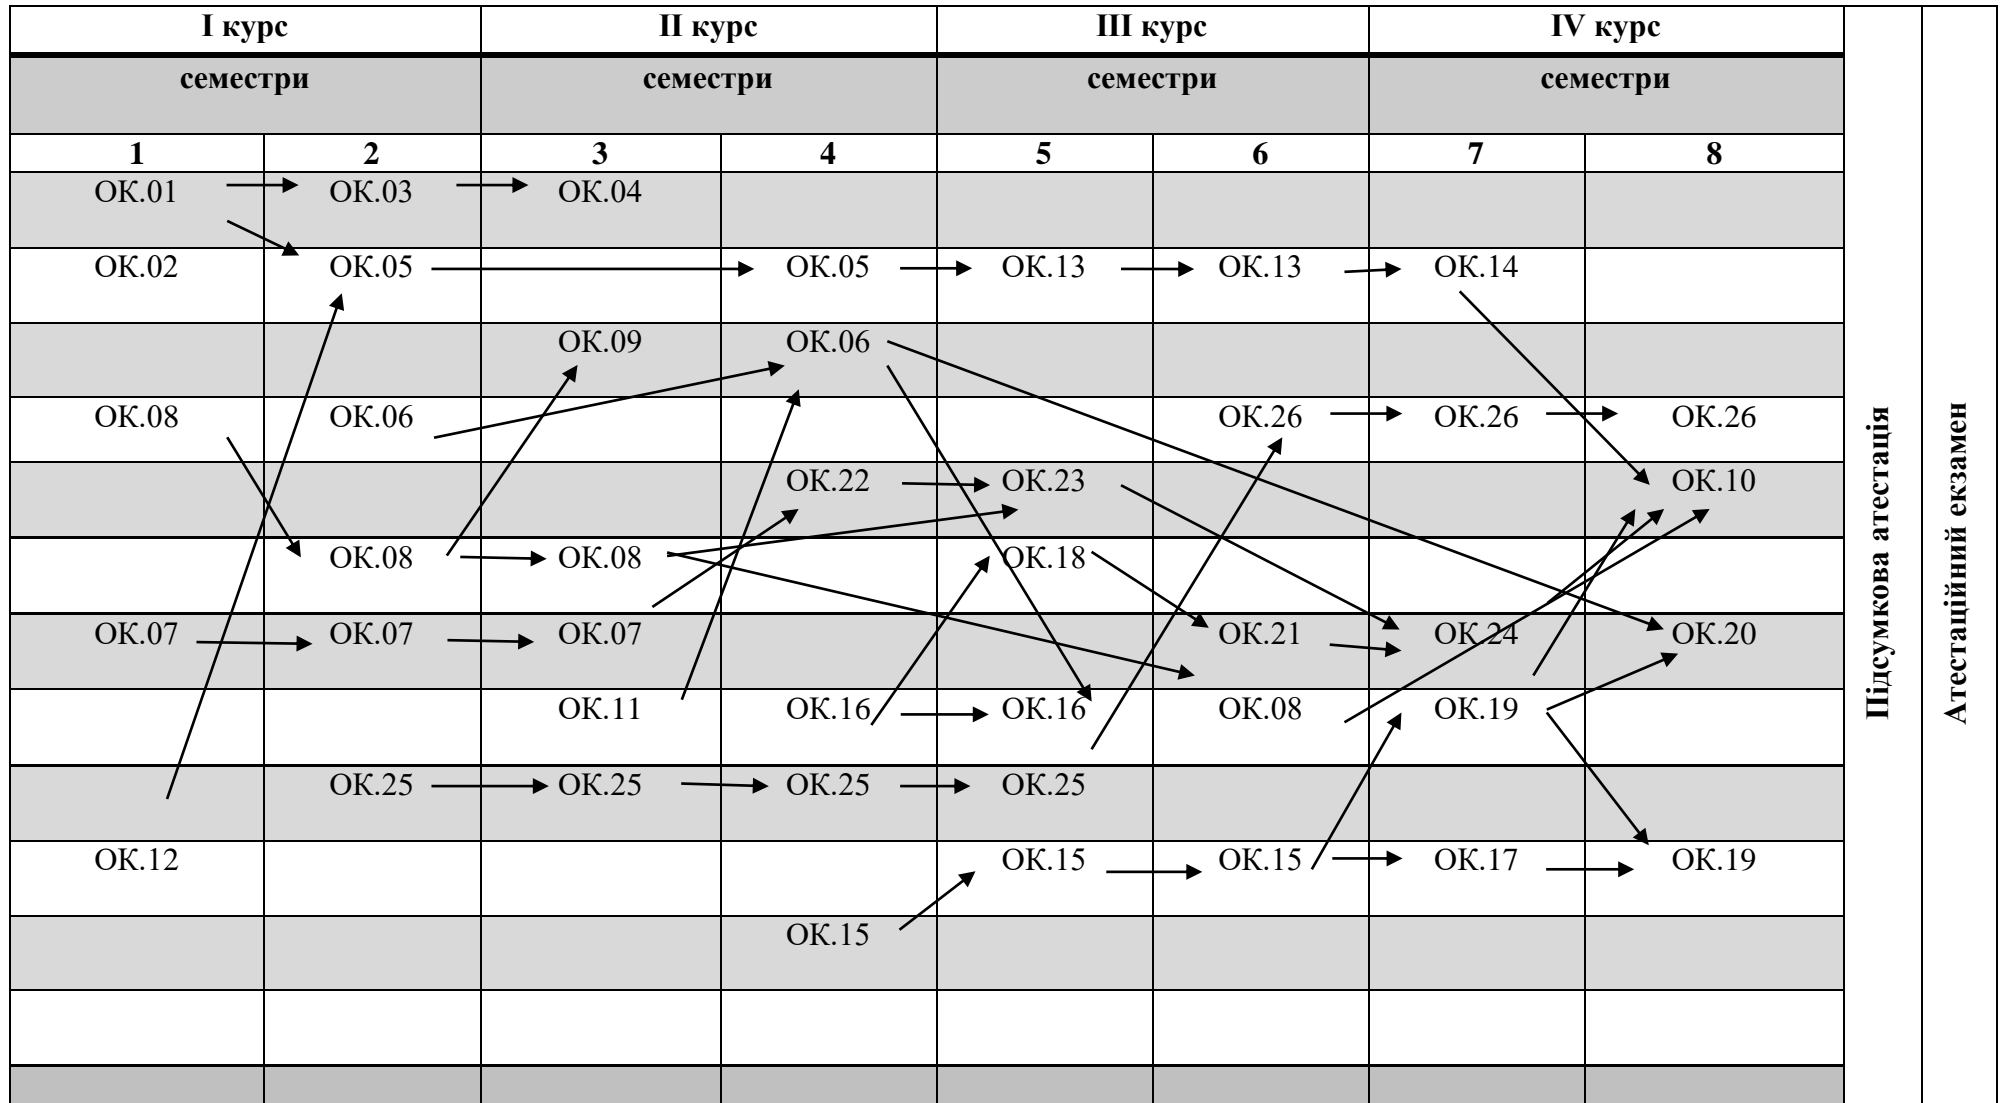 І курс ІІ курс ІІІ курс IV курс
семестри семестри семестри семестри
1 2 3 4 5 6 7 8
ОК.01 ОК.03 ОК.04
ОК.02 ОК.05 ОК.05 ОК.13 ОК.13 ОК.14
ОК.09 ОК.06
ОК.08 ОК.06 ОК.26 ОК.26 ОК.26
ОК.22 ОК.23 ОК.10
ОК.08 ОК.08 ОК.18
ОК.07 ОК.07 ОК.07 ОК.21 ОК.24 ОК.20
ОК.11 ОК.16 ОК.16 ОК.08 ОК.19
ОК.25 ОК.25 ОК.25 ОК.25
ОК.12 ОК.15 ОК.15 ОК.17 ОК.19
ОК.15
Підсумкова атестація
Атестаційний екзамен